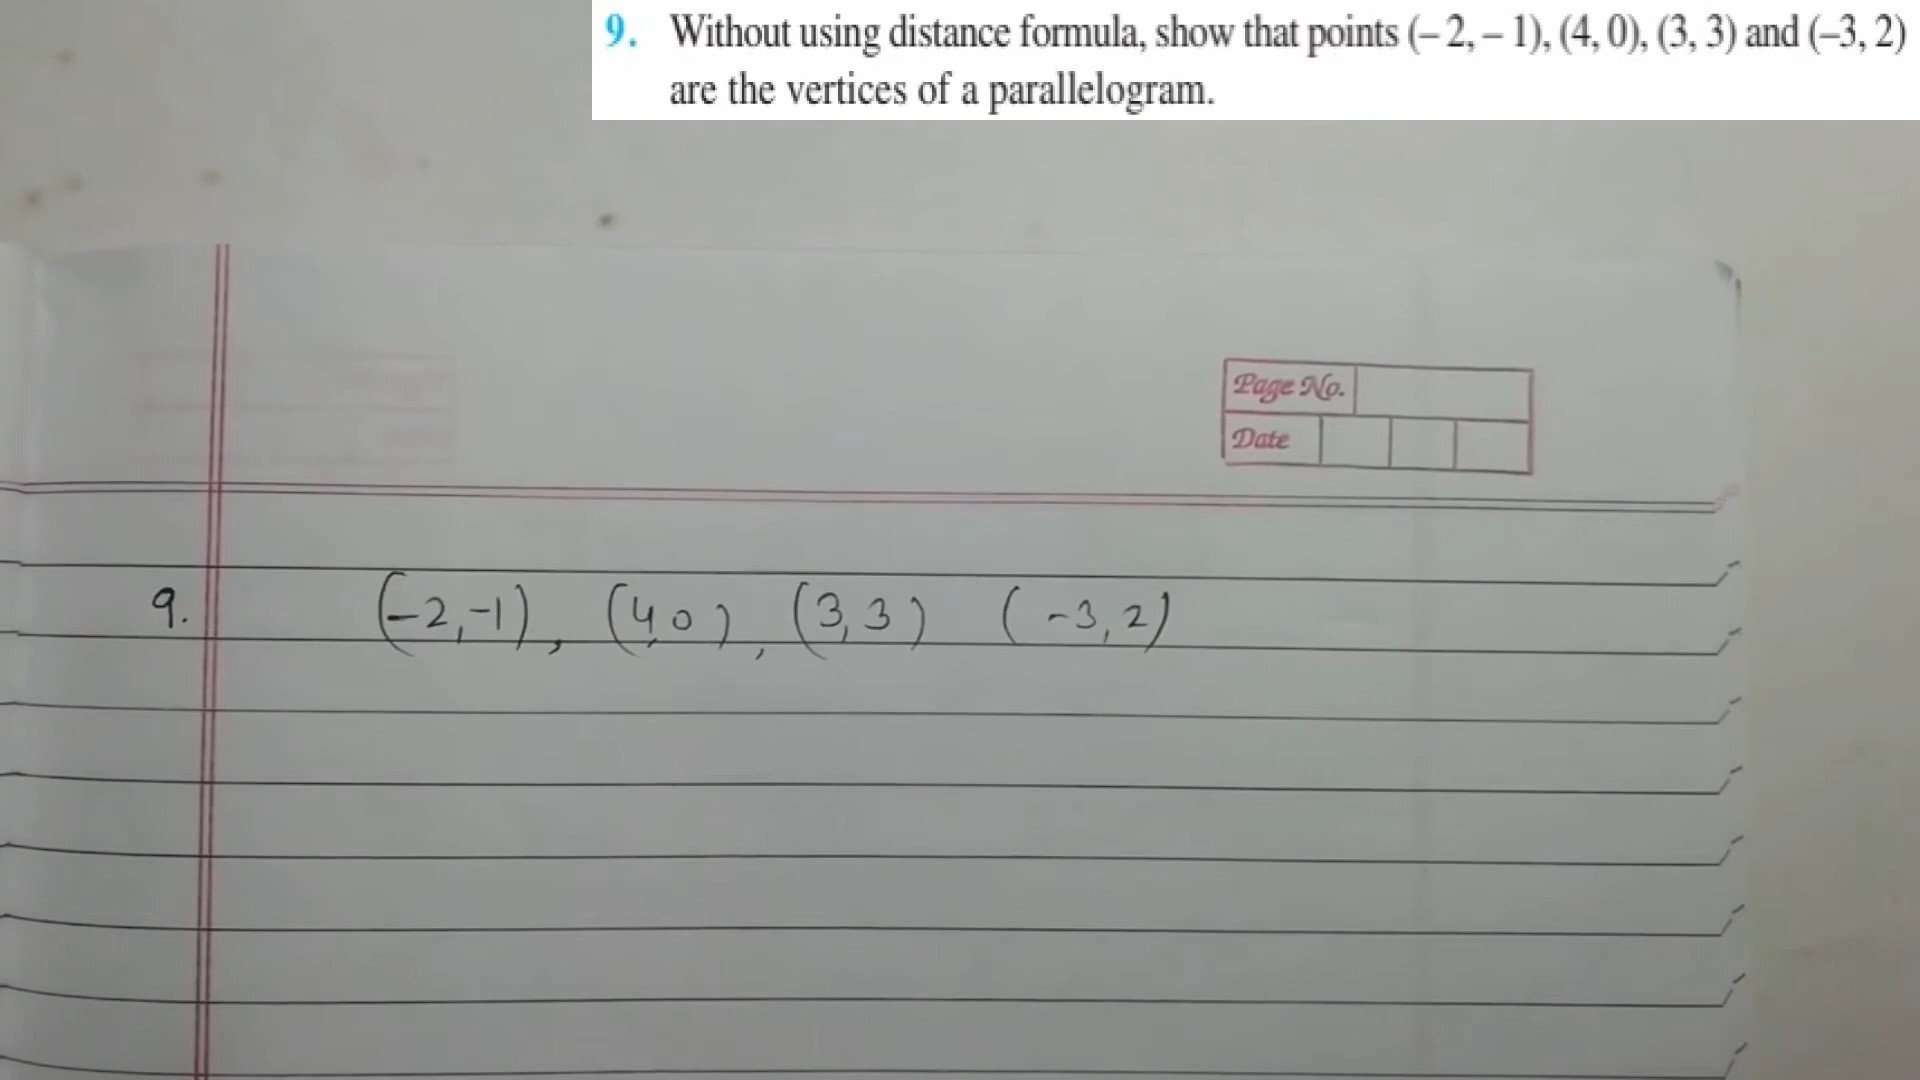 9. Without using distance formula, show that points (– 2, – 1), (4, 0), (3, 3) and (–3, 2)
are the vertices of a parallelogram.
Page No.
Date
9. (-2,-1), (4,0), (3,3) (-3,2)